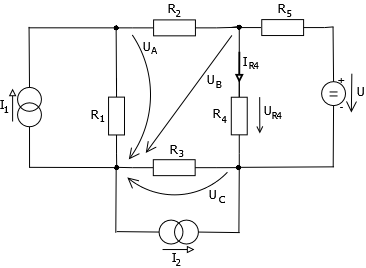 R2
R5
UA
IR4
UB
+
I1
R1
R4
UR4
=
U
-
R3
UC
I2